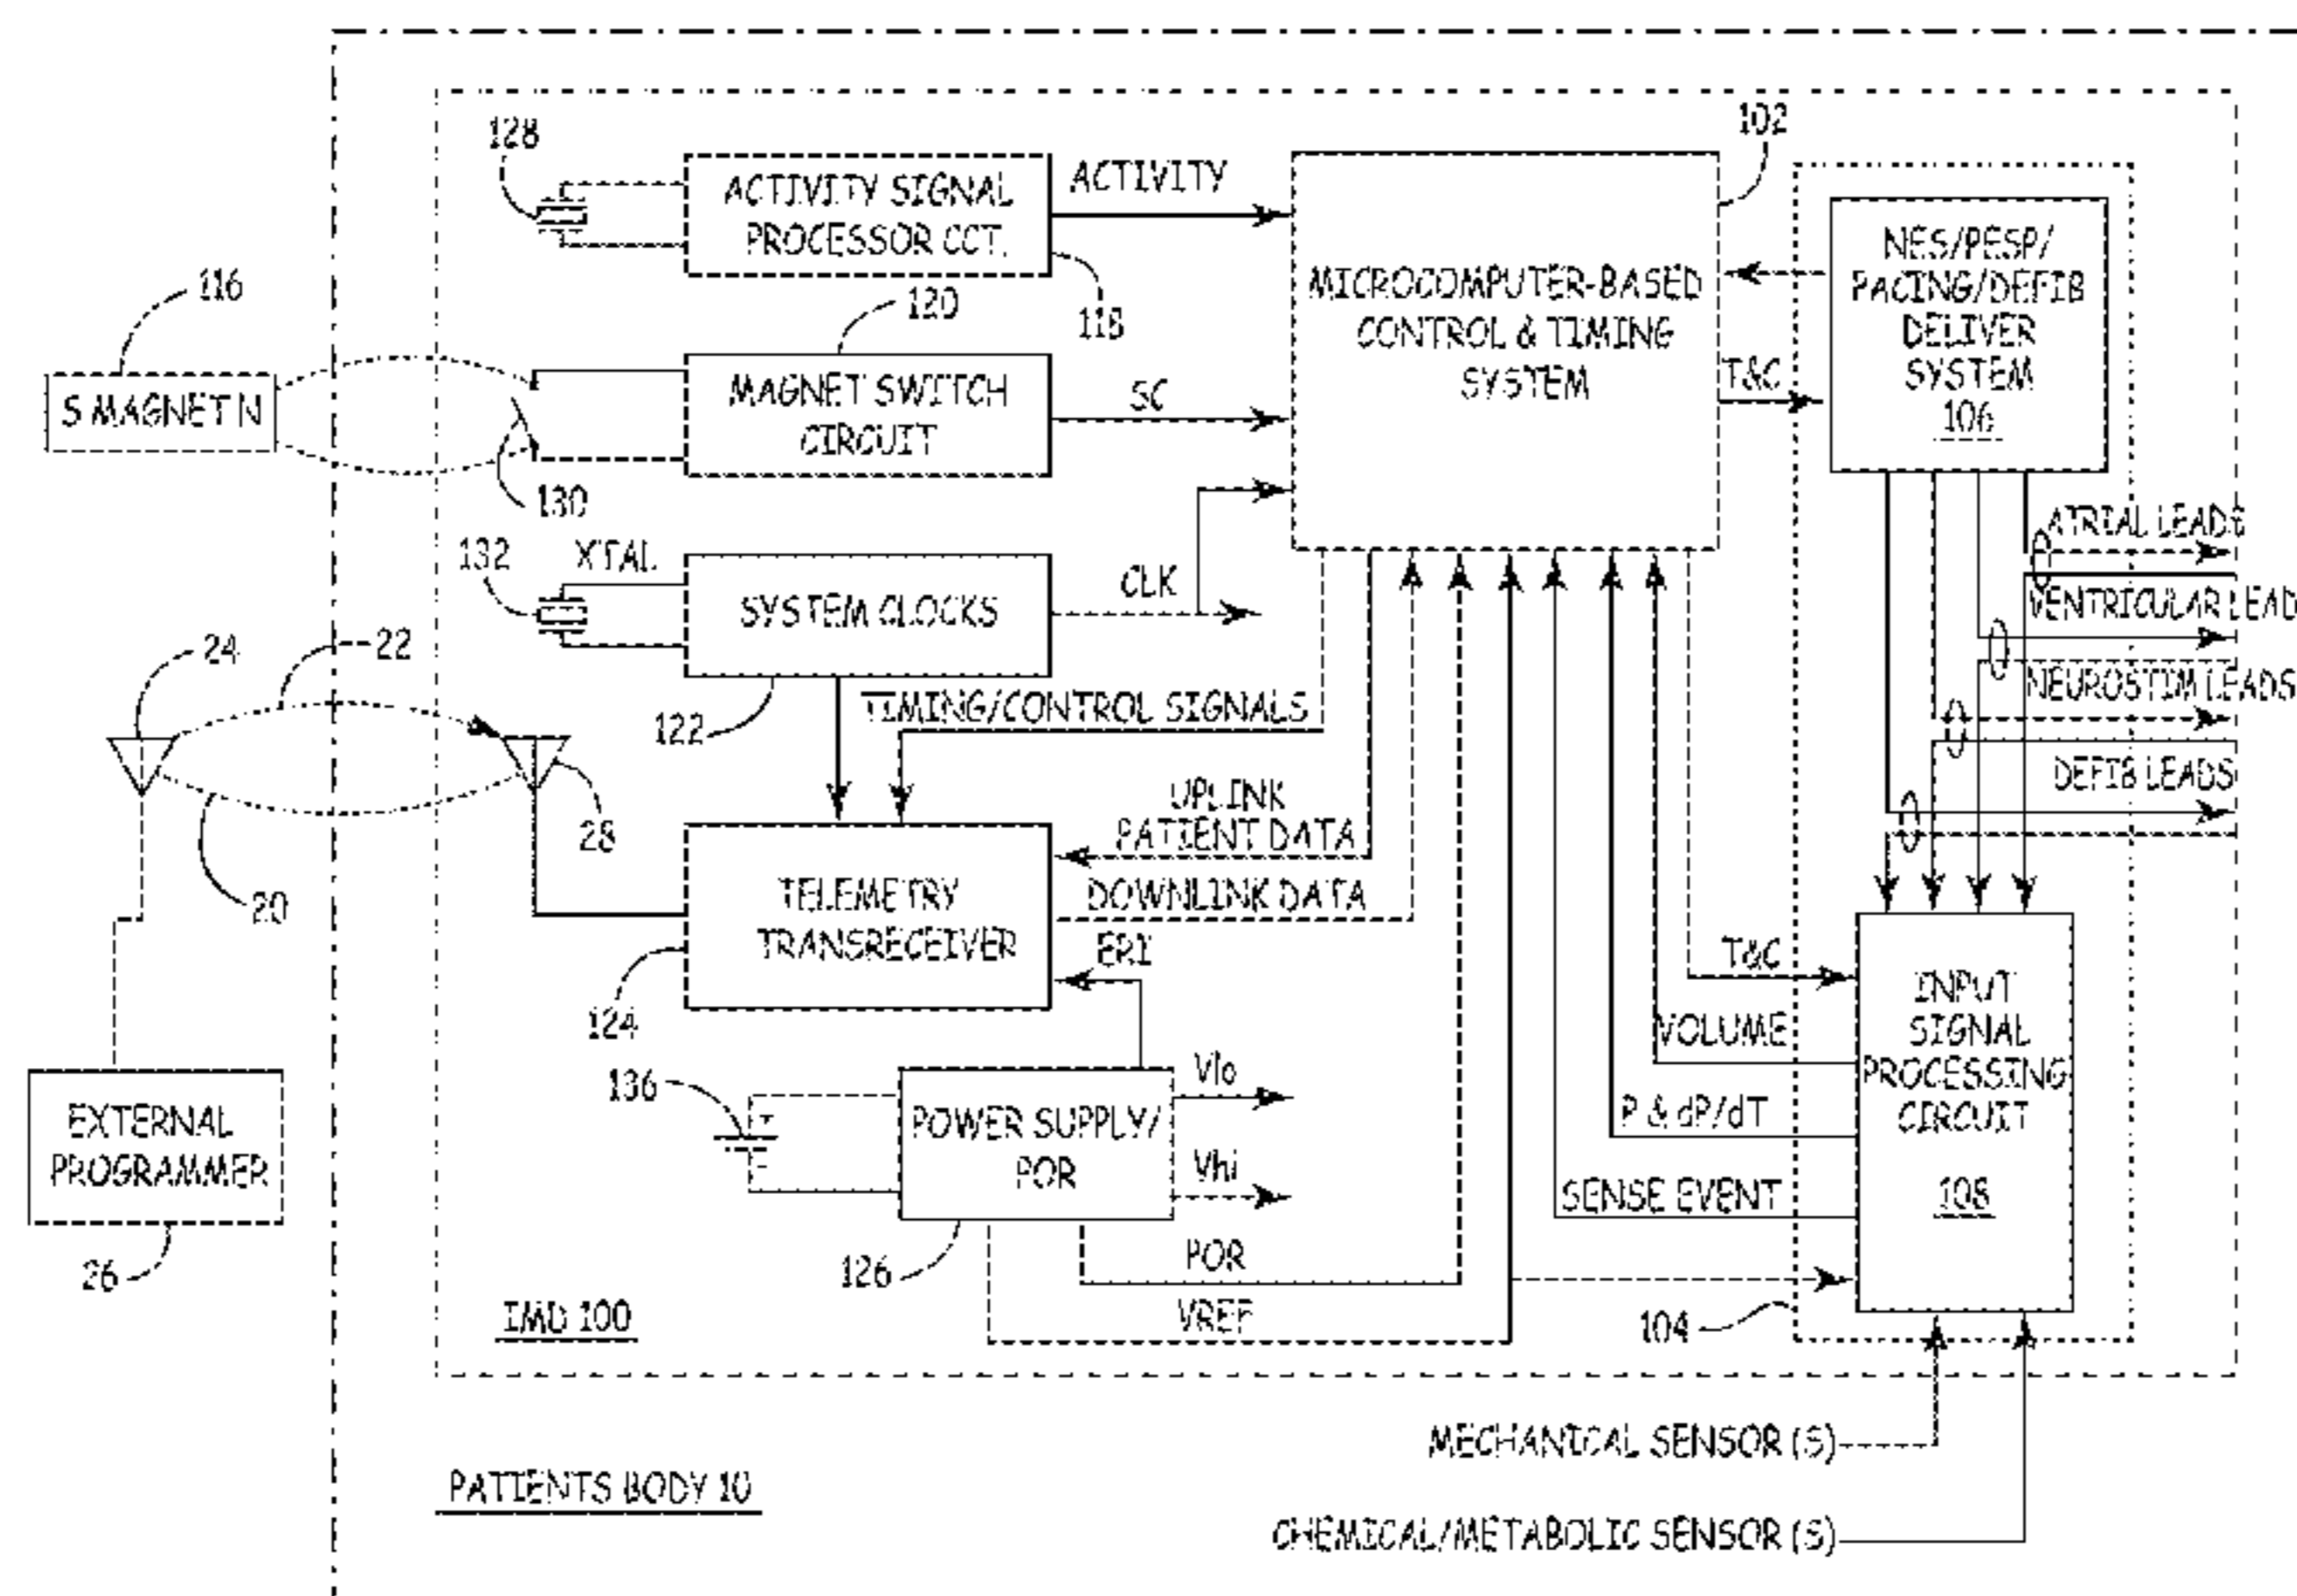 128
ACTIVITY SIGNAL
PROCESSOR CCT.
ACTIVITY
118
102
MICROCOMPUTER-BASED
CONTROL & TIMING
SYSTEM
NES/PESP/
PACING/DEFIB
DELIVER
SYSTEM
106
T&C
116
S MAGNET N
120
MAGNET SWITCH
CIRCUIT
SC
130
132
XTAL
SYSTEM CLOCKS
CLK
122
ATRIAL LEADS
VENTRICULAR LEAD
NEUROSTIM LEADS
DEFIB LEADS
24
22
20
28
TIMING/CONTROL SIGNALS
UPLINK
PATIENT DATA
DOWNLINK DATA
ERI
TELEMETRY
TRANSRECEIVER
124
EXTERNAL
PROGRAMMER
26
136
+
-
POWER SUPPLY/
POR
126
Vlo
Vhi
POR
VREF
T&C
VOLUME
P & dP/dT
SENSE EVENT
INPUT
SIGNAL
PROCESSING
CIRCUIT
108
104
IMD 100
PATIENTS BODY 10
MECHANICAL SENSOR (S)
CHEMICAL/METABOLIC SENSOR (S)